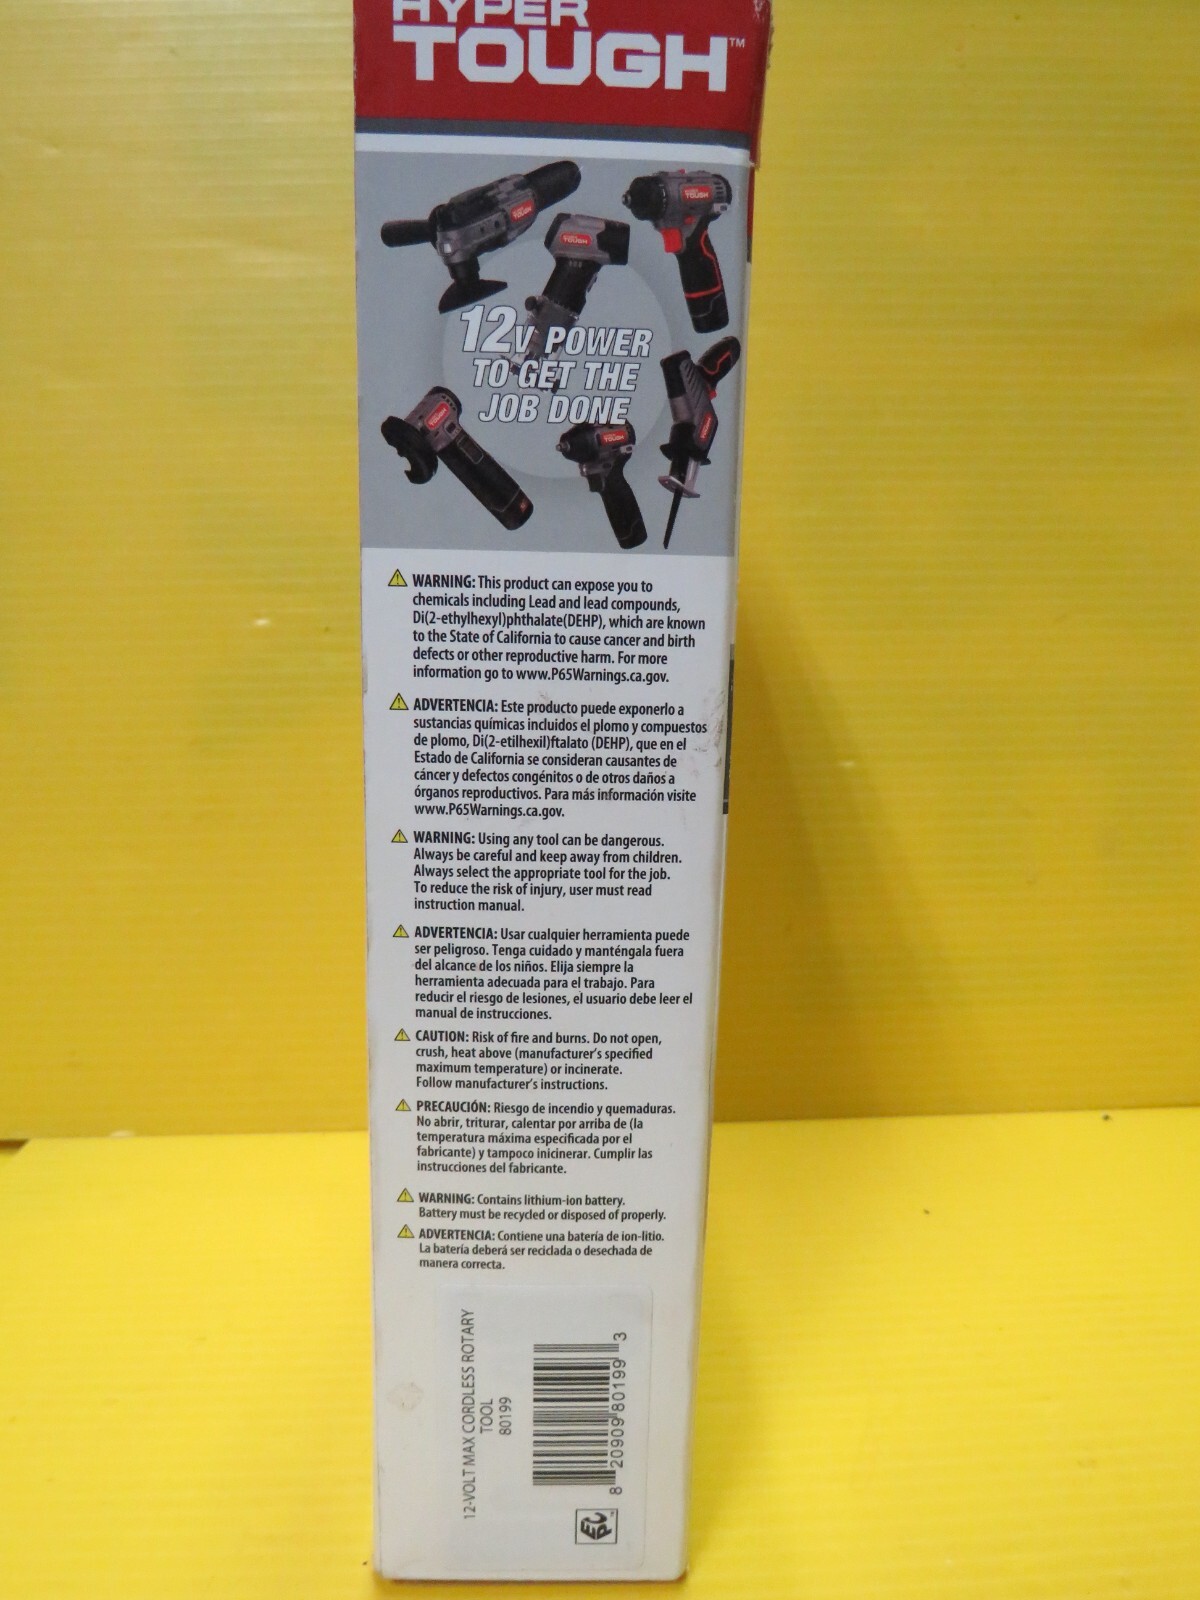 HYPER
TOUGH™
12V POWER
TO GET THE
JOB DONE
WARNING: This product can expose you to
chemicals including Lead and lead compounds,
Di(2-ethylhexyl)phthalate(DEHP), which are known
to the State of California to cause cancer and birth
defects or other reproductive harm. For more
information go to www.P65Warnings.ca.gov.
ADVERTENCIA: Este producto puede exponerlo a
sustancias químicas incluidos el plomo y compuestos
de plomo, Di(2-etilhexil)ftalato (DEHP), que en el
Estado de California se consideran causantes de
cáncer y defectos congénitos o de otros daños a
órganos reproductivos. Para más información visite
www.P65Warnings.ca.gov.
WARNING: Using any tool can be dangerous.
Always be careful and keep away from children.
Always select the appropriate tool for the job.
To reduce the risk of injury, user must read
instruction manual.
ADVERTENCIA: Usar cualquier herramienta puede
ser peligroso. Tenga cuidado y manténgala fuera
del alcance de los niños. Elija siempre la
herramienta adecuada para el trabajo. Para
reducir el riesgo de lesiones, el usuario debe leer el
manual de instrucciones.
CAUTION: Risk of fire and burns. Do not open,
crush, heat above (manufacturer's specified
maximum temperature) or incinerate.
Follow manufacturer's instructions.
PRECAUCIÓN: Riesgo de incendio y quemaduras.
No abrir, triturar, calentar por arriba de (la
temperatura máxima especificada por el
fabricante) y tampoco inicinerar. Cumplir las
instrucciones del fabricante.
WARNING: Contains lithium-ion battery.
Battery must be recycled or disposed of properly.
ADVERTENCIA: Contiene una batería de ion-litio.
La batería deberá ser reciclada o desechada de
manera correcta.
12-VOLT MAX CORDLESS ROTARY
TOOL
80199
8 20909 80199 3